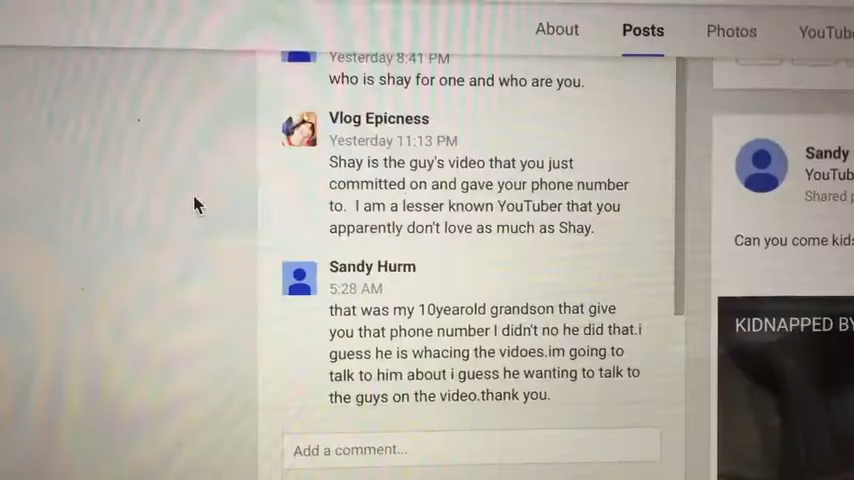 About Posts Photos YouTub
Yesterday 8:41 PM
who is shay for one and who are you.
Vlog Epicness
Yesterday 11:13 PM
Shay is the guy's video that you just
committed on and gave your phone number
to. I am a lesser known YouTuber that you
apparently don't love as much as Shay.
Sandy Hurm
5:28 AM
that was my 10yearold grandson that give
you that phone number I didn't no he did that.i
guess he is whacing the vidoes.im going to
talk to him about i guess he wanting to talk to
the guys on the video.thank you.
Add a comment...
Sandy
YouTub
Shared p
Can you come kids
KIDNAPPED BY